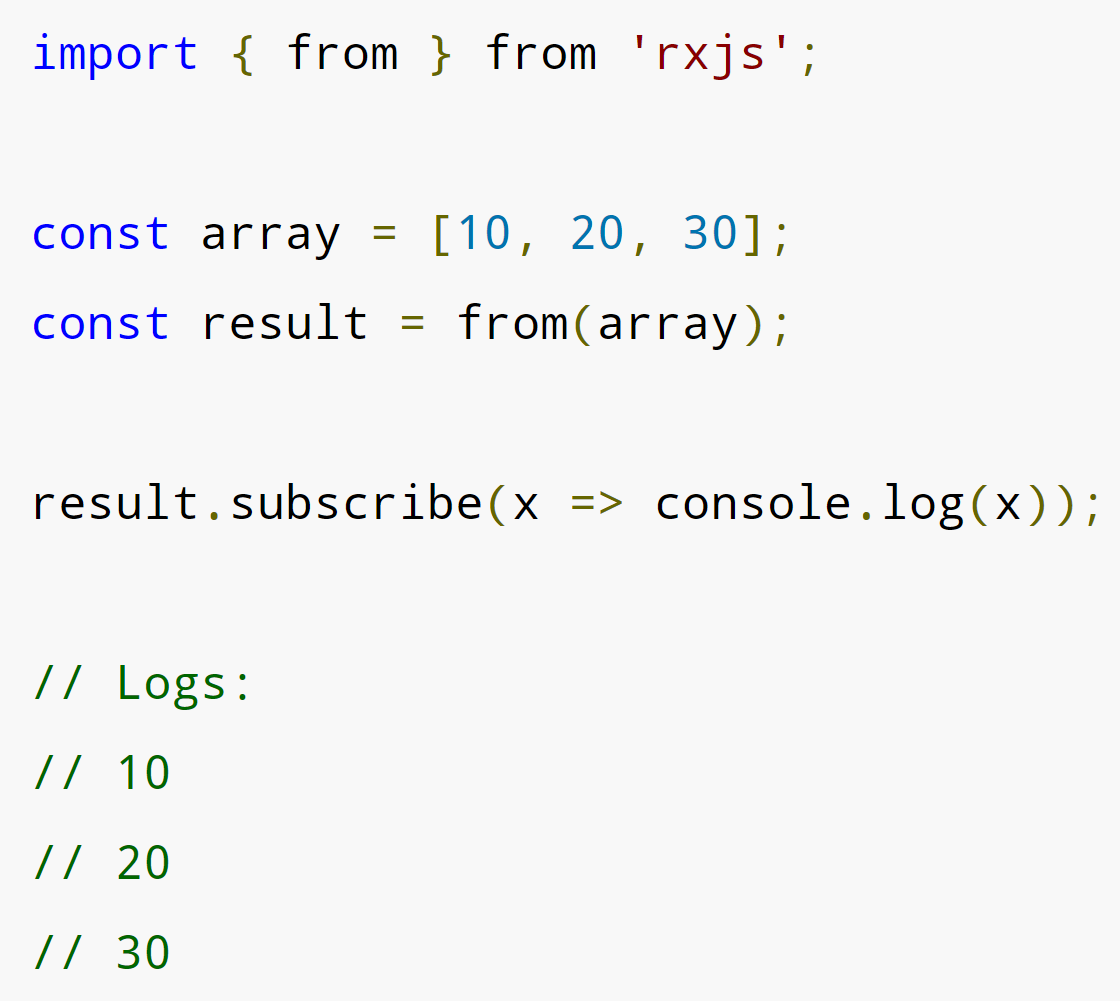 import { from } from 'rxjs';
const array = [10, 20, 30];
const result = from(array);
result.subscribe(x => console.log(x));
// Logs:
// 10
// 20
// 30